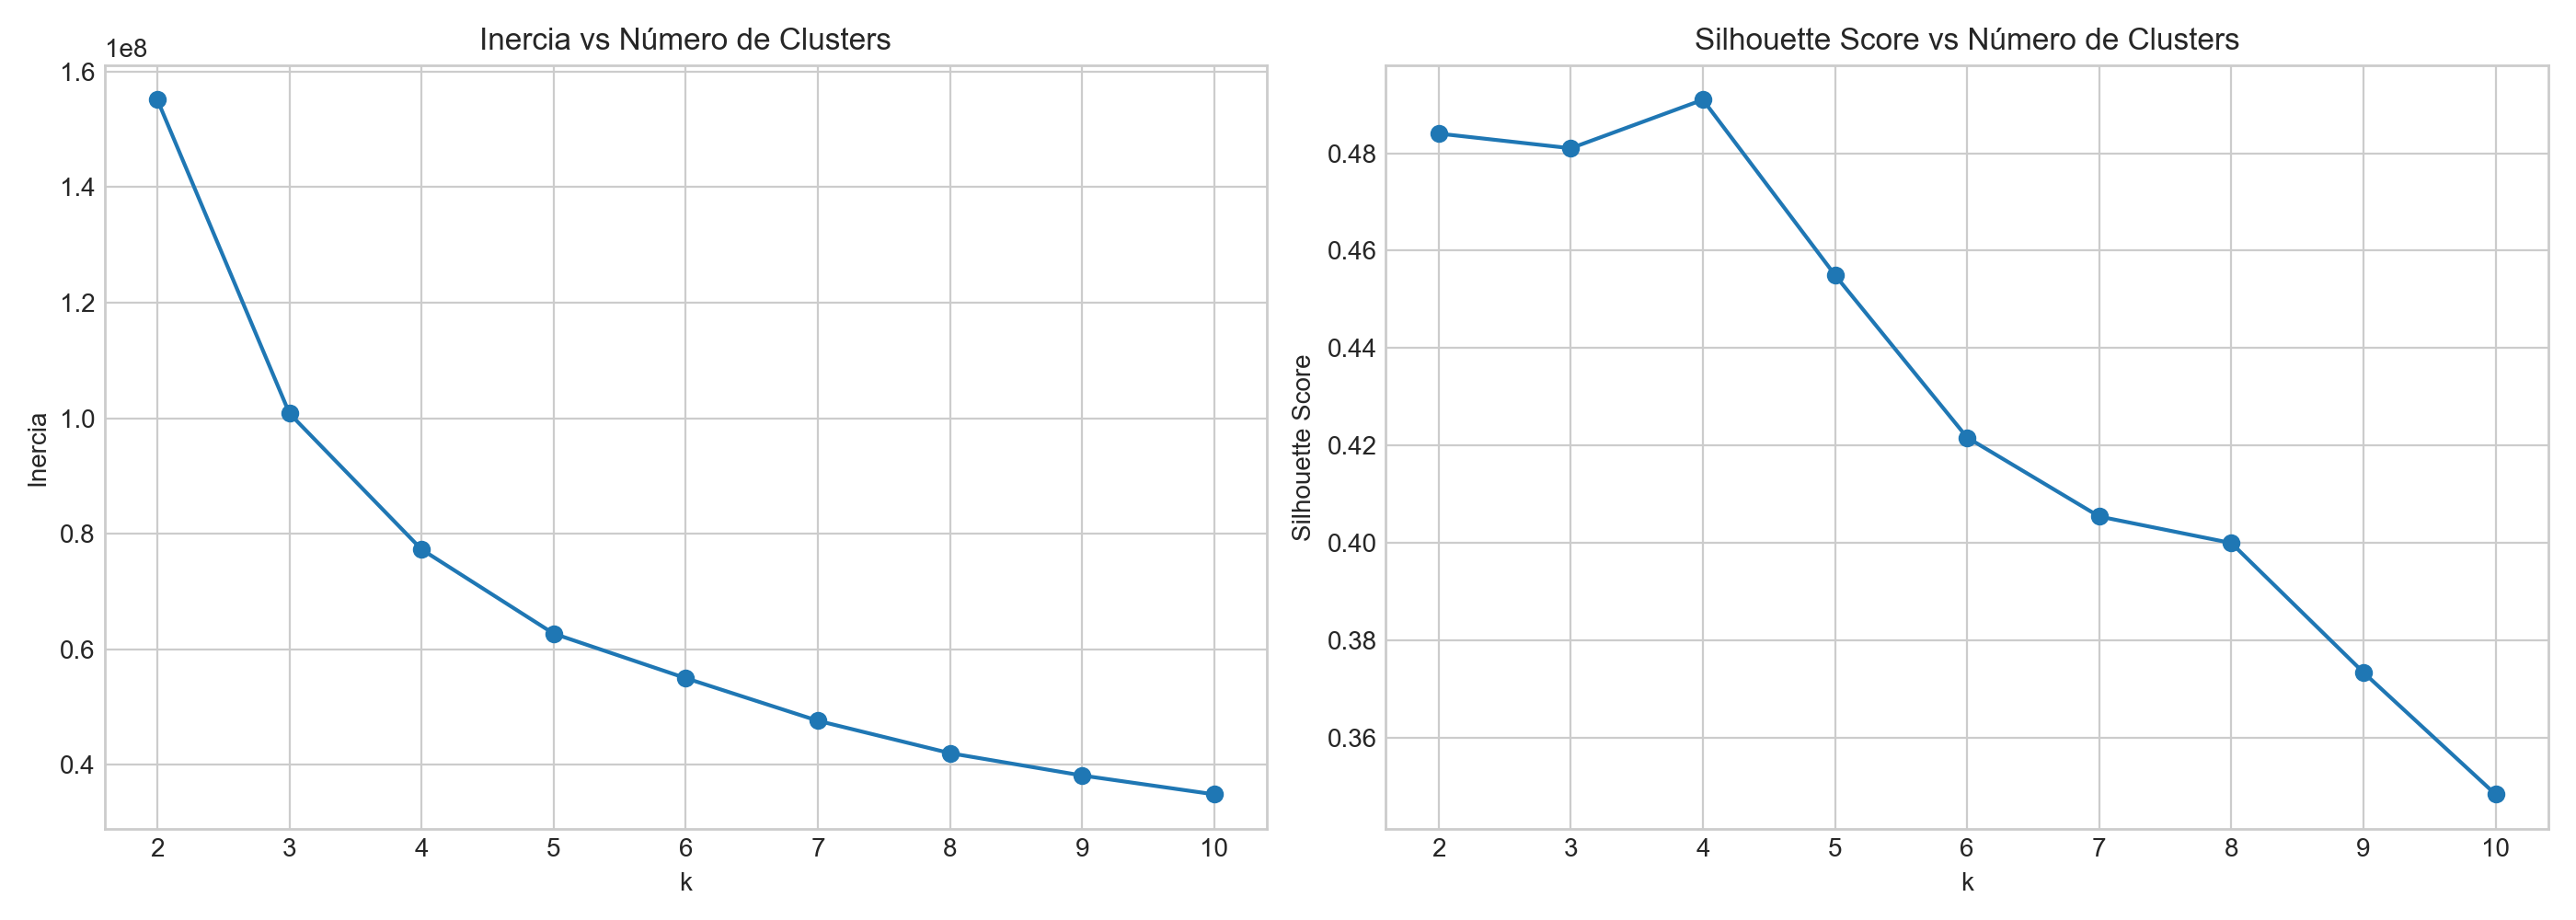 Inercia vs Número de Clusters
1e8
1.6
1.4
1.2
1.0
0.8
0.6
0.4
Inercia
2 3 4 5 6 7 8 9 10
k
Silhouette Score vs Número de Clusters
0.48
0.46
0.44
0.42
0.40
0.38
0.36
Silhouette Score
2 3 4 5 6 7 8 9 10
k